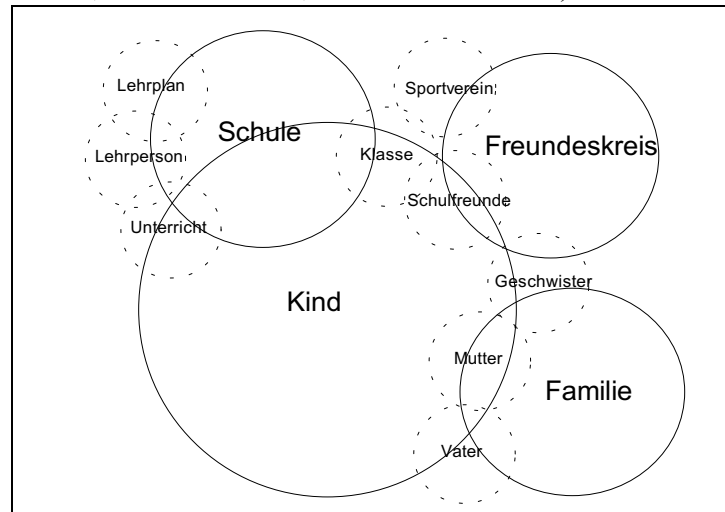 Lehrplan
Sportverein
Schule
Freundeskreis
Lehrperson
Klasse
Schulfreunde
Unterricht
Geschwister
Kind
Mutter
Familie
Vater